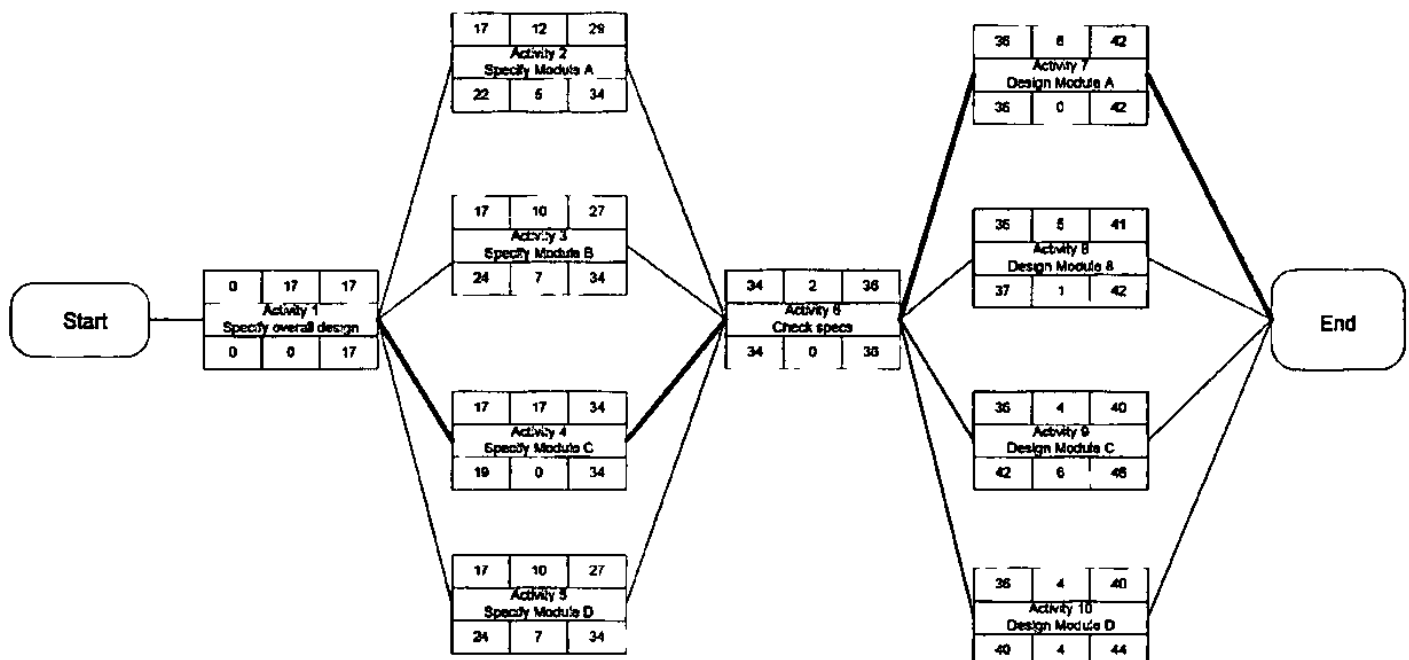 Start
0 17 17
Activity 1
Specify overall design
0 0 17
17 12 29
Activity 2
Specify Module A
22 5 34
17 10 27
Activity 3
Specify Module B
24 7 34
17 17 34
Activity 4
Specify Module C
19 0 34
17 10 27
Activity 5
Specify Module D
24 7 34
34 2 36
Activity 6
Check specs
34 0 36
36 6 42
Activity 7
Design Module A
36 0 42
36 5 41
Activity 8
Design Module 8
37 1 42
36 4 40
Activity 9
Design Module C
42 6 46
36 4 40
Activity 10
Design Module D
40 4 44
End